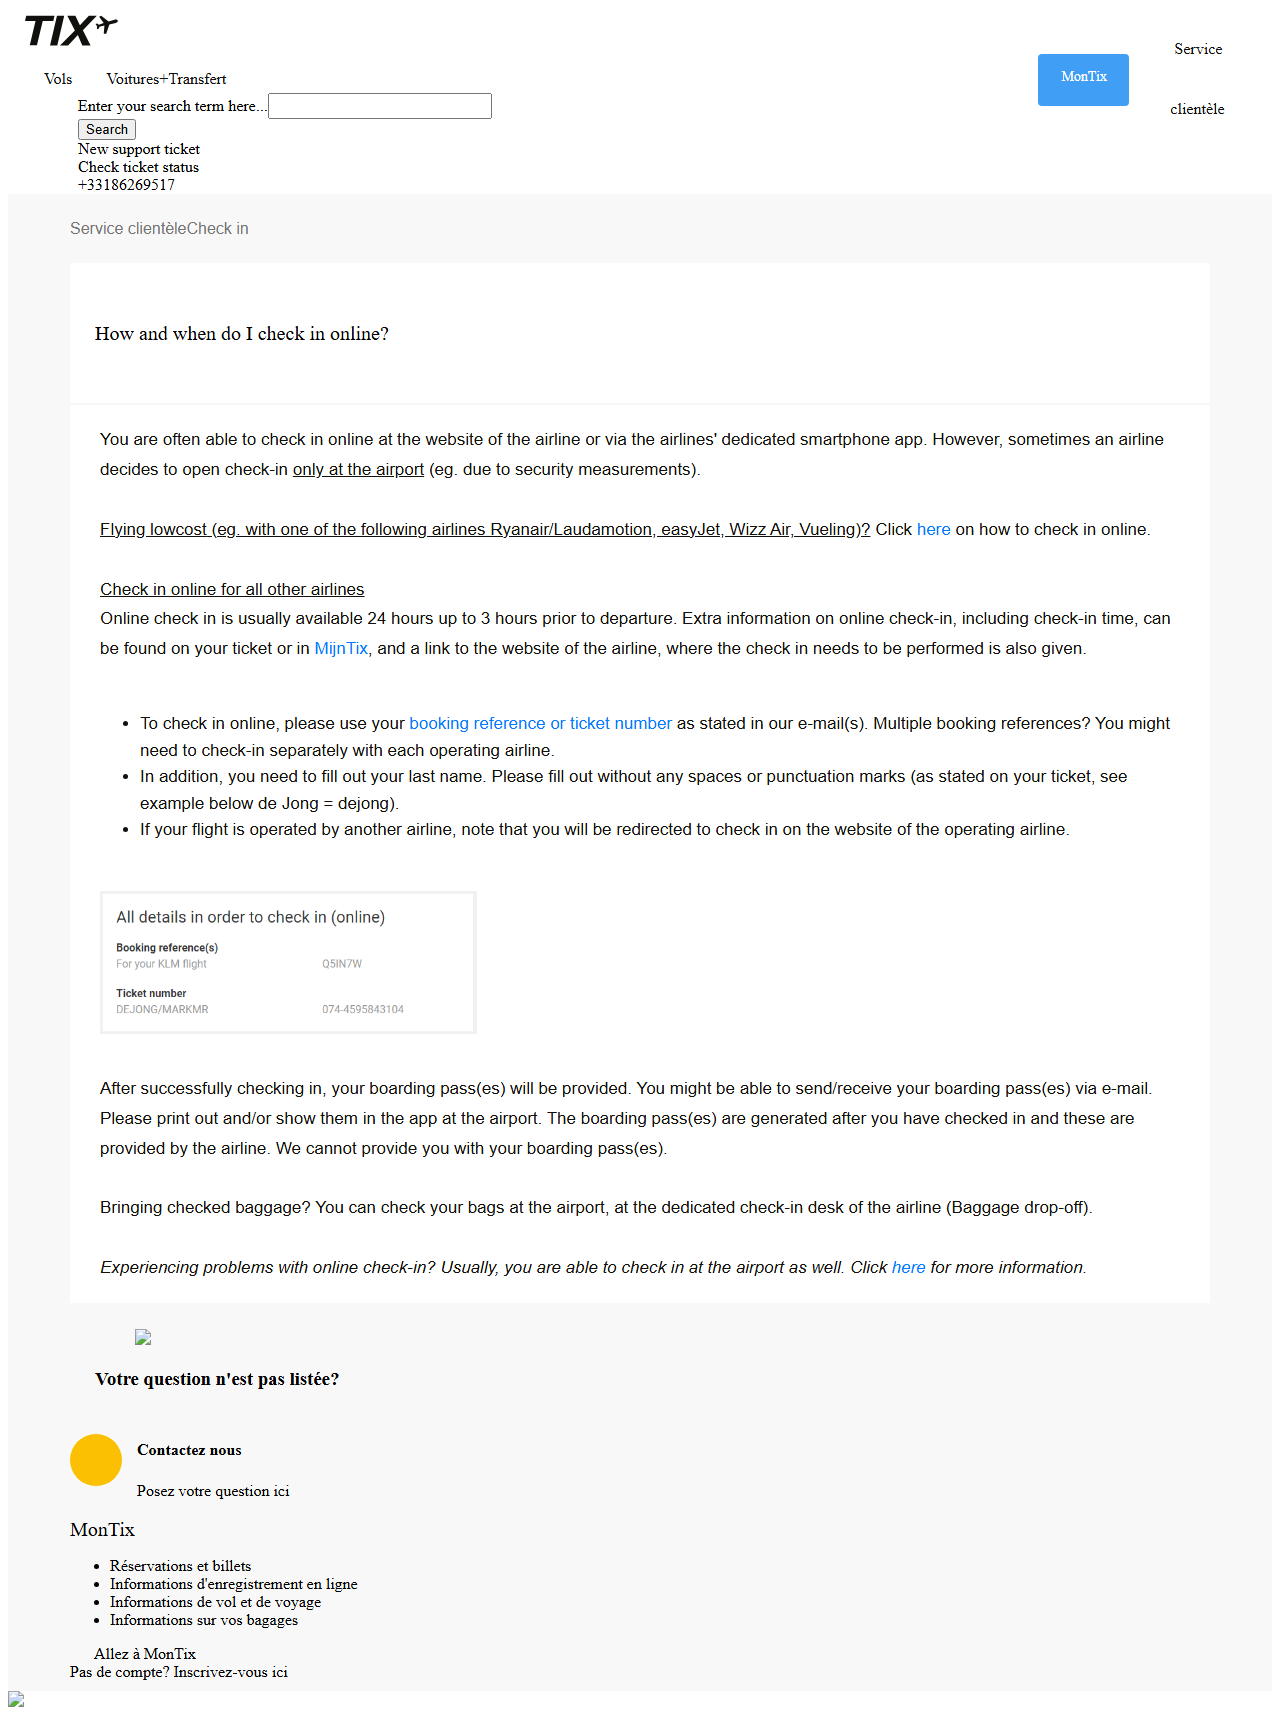 TIX
Vols
Voitures+Transfert
MonTix
Service
clientèle
Enter your search term here...
Search
New support ticket
Check ticket status
+33186269517
Service clientèleCheck in
How and when do I check in online?
You are often able to check in online at the website of the airline or via the airlines' dedicated smartphone app. However, sometimes an airline
decides to open check-in only at the airport (eg. due to security measurements).
Flying lowcost (eg. with one of the following airlines Ryanair/Laudamotion, easyJet, Wizz Air, Vueling)? Click here on how to check in online.
Check in online for all other airlines
Online check in is usually available 24 hours up to 3 hours prior to departure. Extra information on online check-in, including check-in time, can
be found on your ticket or in MijnTix, and a link to the website of the airline, where the check in needs to be performed is also given.
• To check in online, please use your booking reference or ticket number as stated in our e-mail(s). Multiple booking references? You might
need to check-in separately with each operating airline.
• In addition, you need to fill out your last name. Please fill out without any spaces or punctuation marks (as stated on your ticket, see
example below de Jong = dejong).
• If your flight is operated by another airline, note that you will be redirected to check in on the website of the operating airline.
All details in order to check in (online)
Booking reference(s)
For your KLM flight Q5IN7W
Ticket number
DEJONG/MARKMR 074-4595843104
After successfully checking in, your boarding pass(es) will be provided. You might be able to send/receive your boarding pass(es) via e-mail.
Please print out and/or show them in the app at the airport. The boarding pass(es) are generated after you have checked in and these are
provided by the airline. We cannot provide you with your boarding pass(es).
Bringing checked baggage? You can check your bags at the airport, at the dedicated check-in desk of the airline (Baggage drop-off).
Experiencing problems with online check-in? Usually, you are able to check in at the airport as well. Click here for more information.
Votre question n'est pas listée?
Contactez nous
Posez votre question ici
MonTix
• Réservations et billets
• Informations d'enregistrement en ligne
• Informations de vol et de voyage
• Informations sur vos bagages
Allez à MonTix
Pas de compte? Inscrivez-vous ici